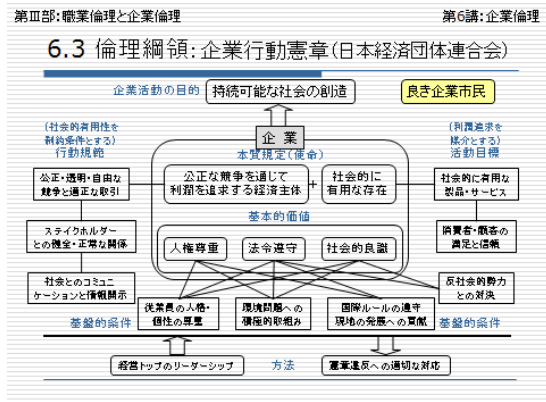 第Ⅲ部:職業倫理と企業倫理
第6講:企業倫理
6.3 倫理綱領:企業行動憲章(日本経済団体連合会)
企業活動の目的
持続可能な社会の創造
良き企業市民
(社会的有用性を
制約条件とする)
行動規範
企 業
本質規定(使命)
(利潤追求を
媒介とする)
活動目標
公正・透明・自由な
競争と適正な取引
公正な競争を通じて
利潤を追求する経済主体
+
社会的に
有用な存在
社会的に有用な
製品・サービス
基本的価値
ステイクホルダー
との健全・正常な関係
人権尊重
法令遵守
社会的良識
消費者・顧客の
満足と信頼
社会とのコミュニ
ケーションと情報開示
反社会的勢力
との対決
従業員の人格・
個性の尊重
環境問題への
積極的取組み
国際ルールの遵守
現地の発展への貢献
基盤的条件
基盤的条件
経営トップのリーダーシップ
方法
憲章違反への適切な対応